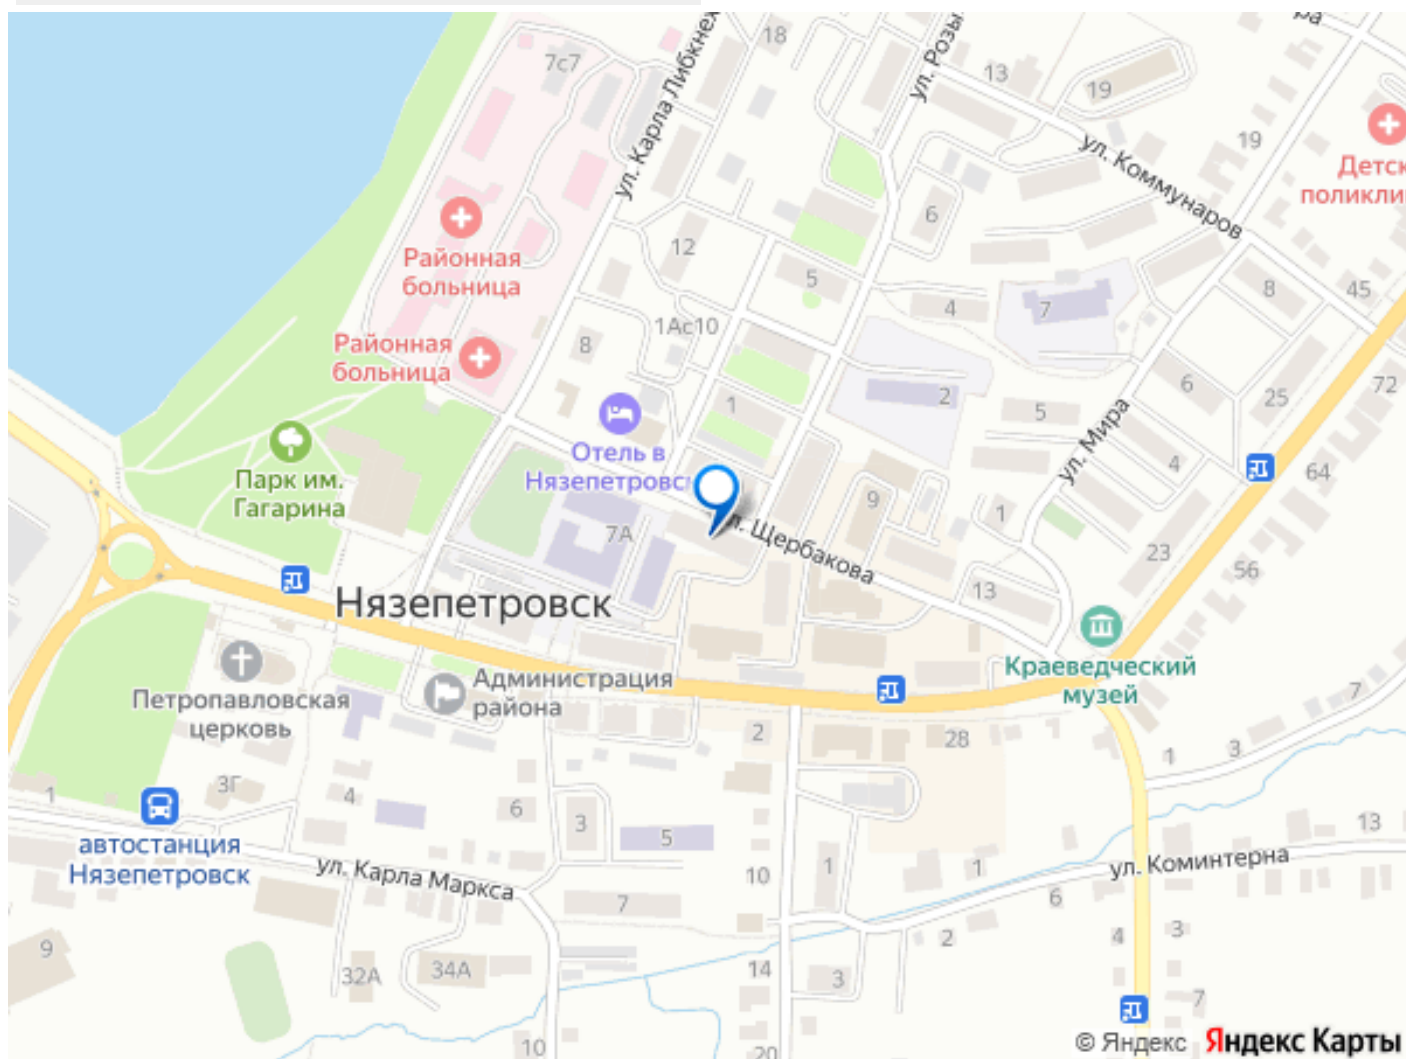 18
7с7
ул. Карла Либкнех
ул. Розы.
ра
13
19
ул. Коммунаров
19
Детск
поликли
6
Районная
больница
12
5
4
7
8
45
1Ас10
Районная
больница
8
2
6
25
72
1
5
ул. Мира
Отель в
Нязепетровск
Парк им.
Гагарина
4
64
9
1
7А
л. Щербакова
23
56
13
Нязепетровск
Краеведческий
музей
Петропавловская
церковь
Администрация
района
7
2
28
1
3
3Г
1
4
6
3
5
автостанция
Нязепетровск
ул. Карла Маркса
13
10
1
1
ул. Коминтерна
7
6
2
4
3
9
32А
34А
14
3
7
10
20
© Яндекс Яндекс Карты